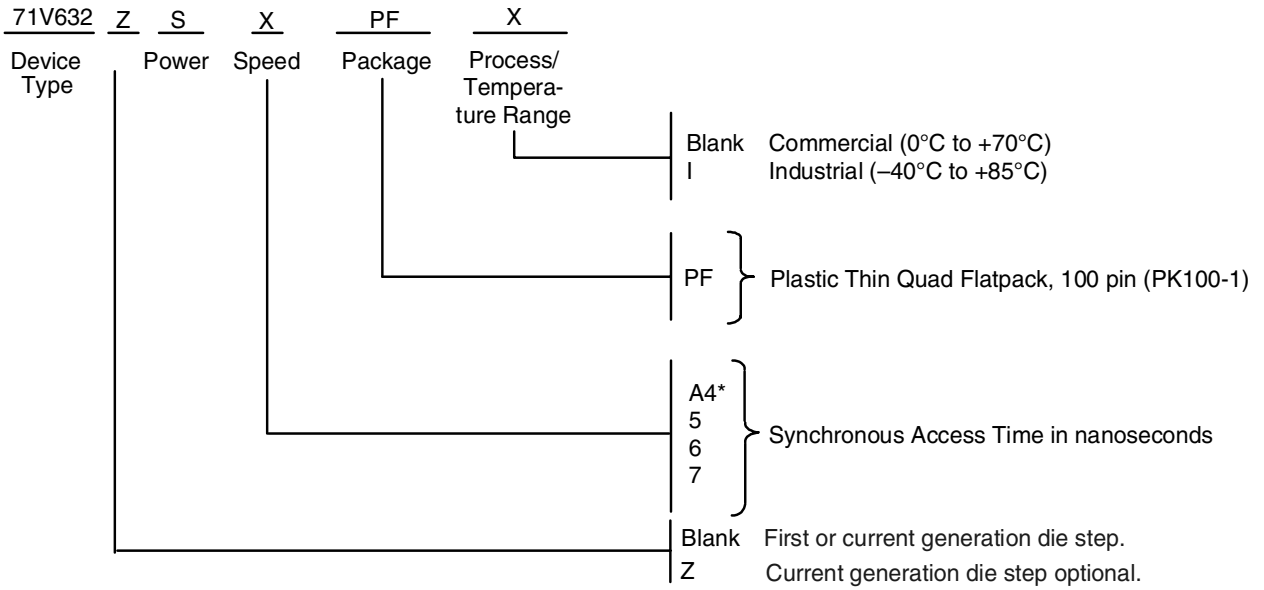 71V632 Z S X PF X
Device Power Speed Package Process/
Type Tempera-
ture Range
Blank Commercial (0°C to +70°C)
I Industrial (–40°C to +85°C)
PF Plastic Thin Quad Flatpack, 100 pin (PK100-1)
A4*
5
Synchronous Access Time in nanoseconds
6
7
Blank First or current generation die step.
Z Current generation die step optional.